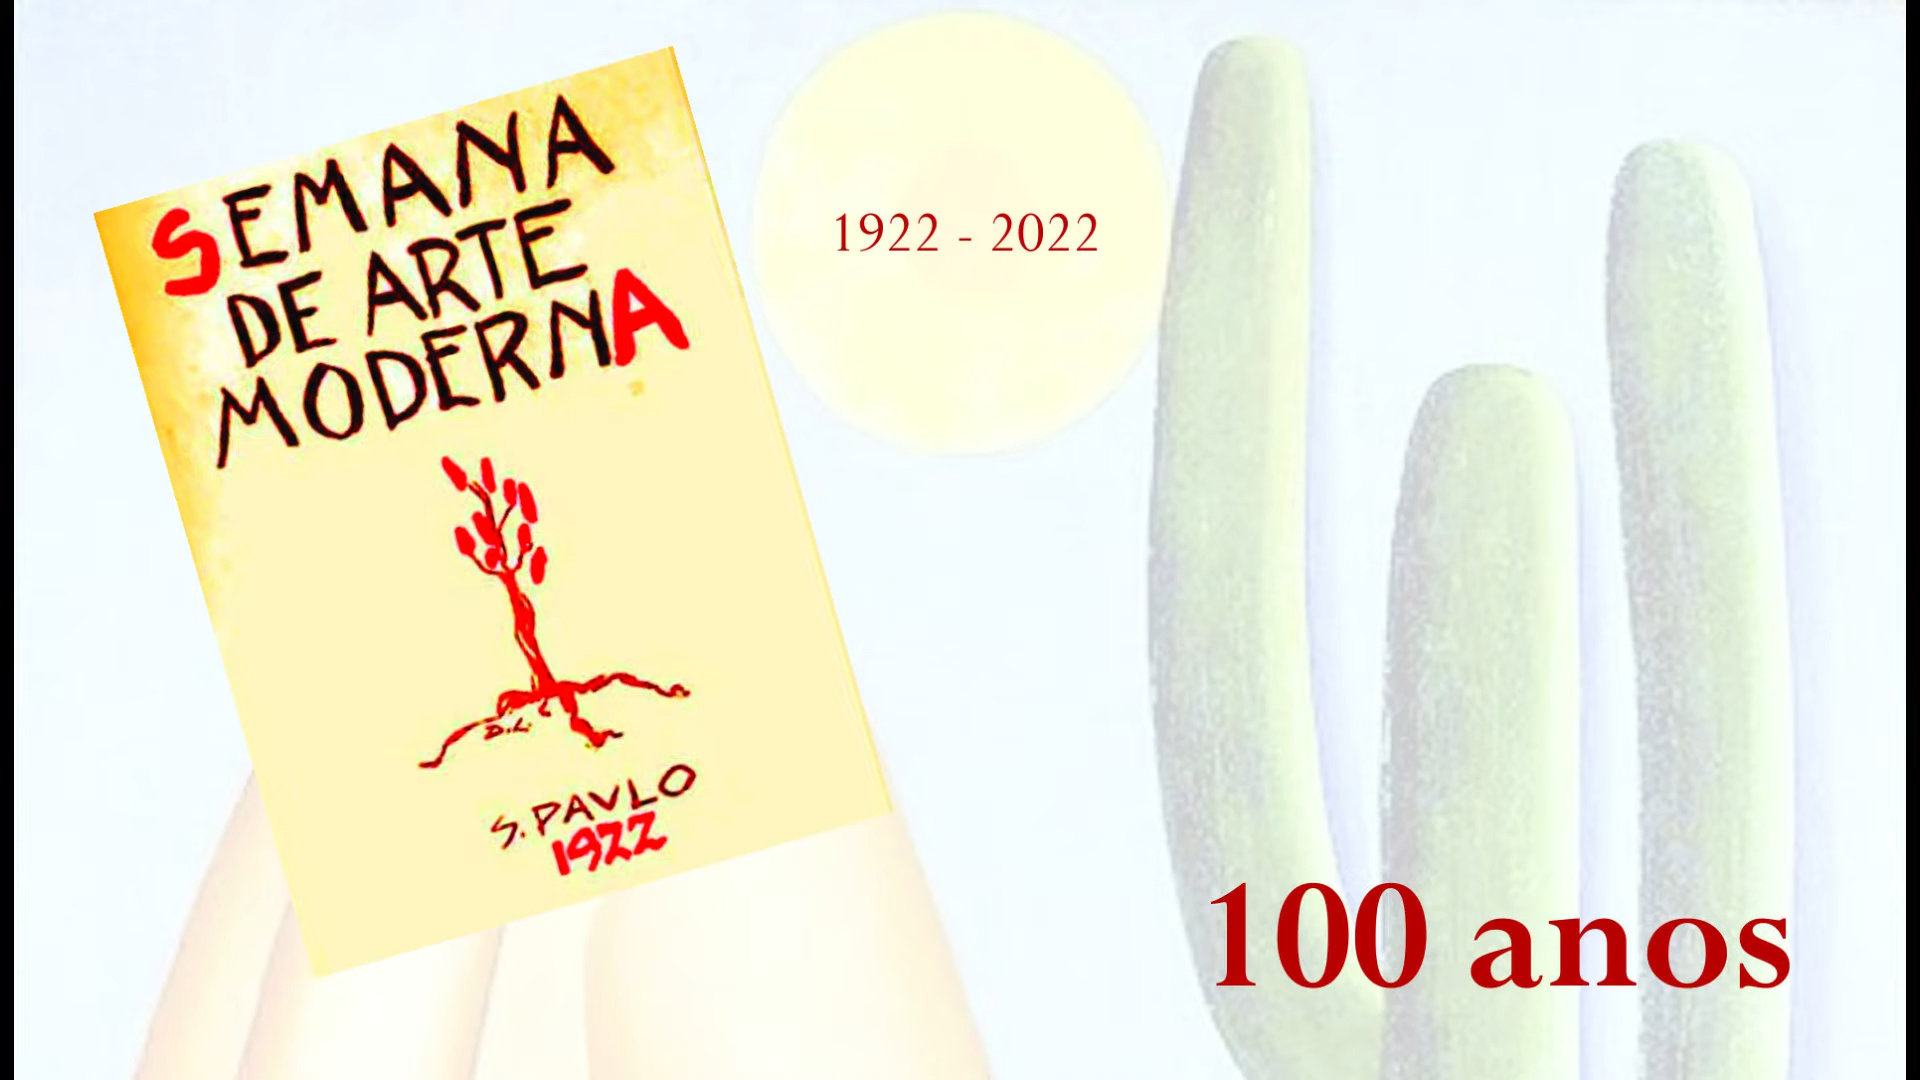 SEMANA
DE ARTE
MODERNA
D.C.
S. PAVLO
1922
1922 - 2022
100 anos